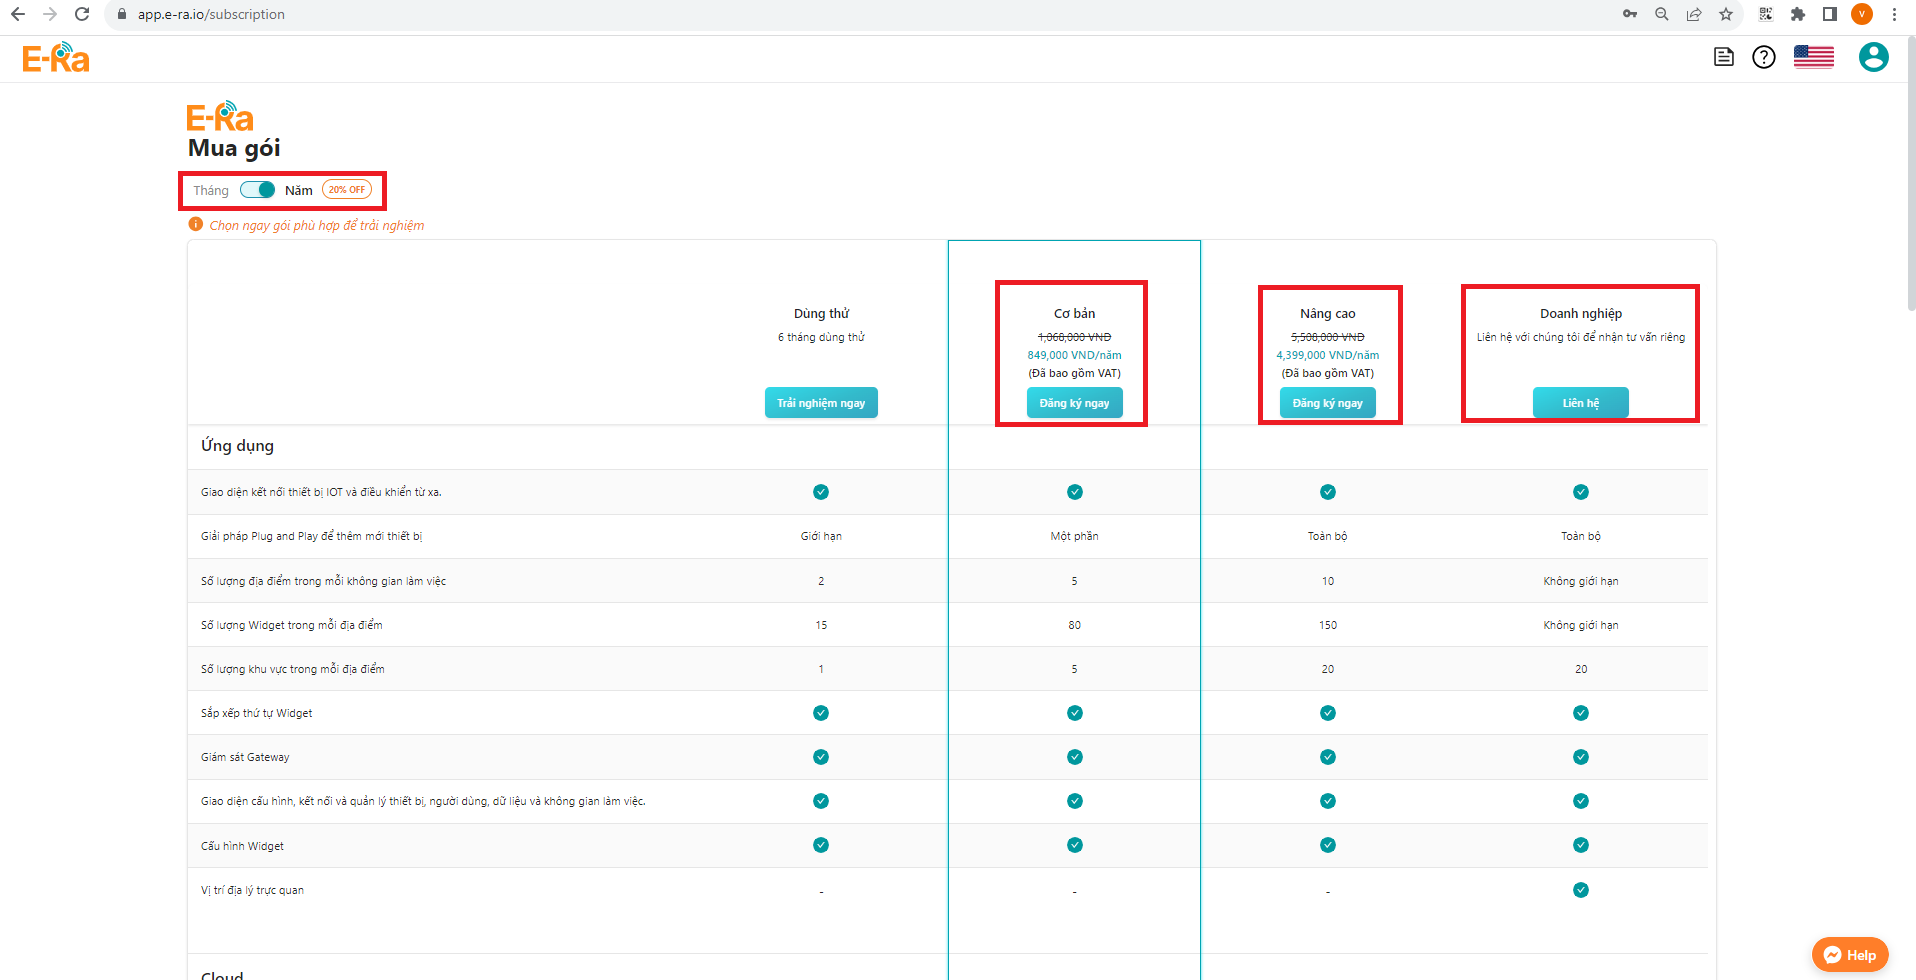 app.e-ra.io/subscription
V
E-Ra
E-Ra
Mua gói
Tháng Năm 20% OFF
Chọn ngay gói phù hợp để trải nghiệm
Dùng thử Cơ bản Nâng cao Doanh nghiệp
6 tháng dùng thử 1,068,000 VND 5,508,000 VND Liên hệ với chúng tôi để nhận tư vấn riêng
849,000 VND/năm 4,399,000 VND/năm
(Đã bao gồm VAT) (Đã bao gồm VAT)
Trải nghiệm ngay Đăng ký ngay Đăng ký ngay Liên hệ
Ứng dụng
Giao diện kết nối thiết bị IOT và điều khiển từ xa.
Giải pháp Plug and Play để thêm mới thiết bị Giới hạn Một phần Toàn bộ Toàn bộ
Số lượng địa điểm trong mỗi không gian làm việc 2 5 10 Không giới hạn
Số lượng Widget trong mỗi địa điểm 15 80 150 Không giới hạn
Số lượng khu vực trong mỗi địa điểm 1 5 20 20
Sắp xếp thứ tự Widget
Giám sát Gateway
Giao diện cấu hình, kết nối và quản lý thiết bị, người dùng, dữ liệu và không gian làm việc.
Cấu hình Widget
Vị trí địa lý trực quan - - -
Cloud
Help